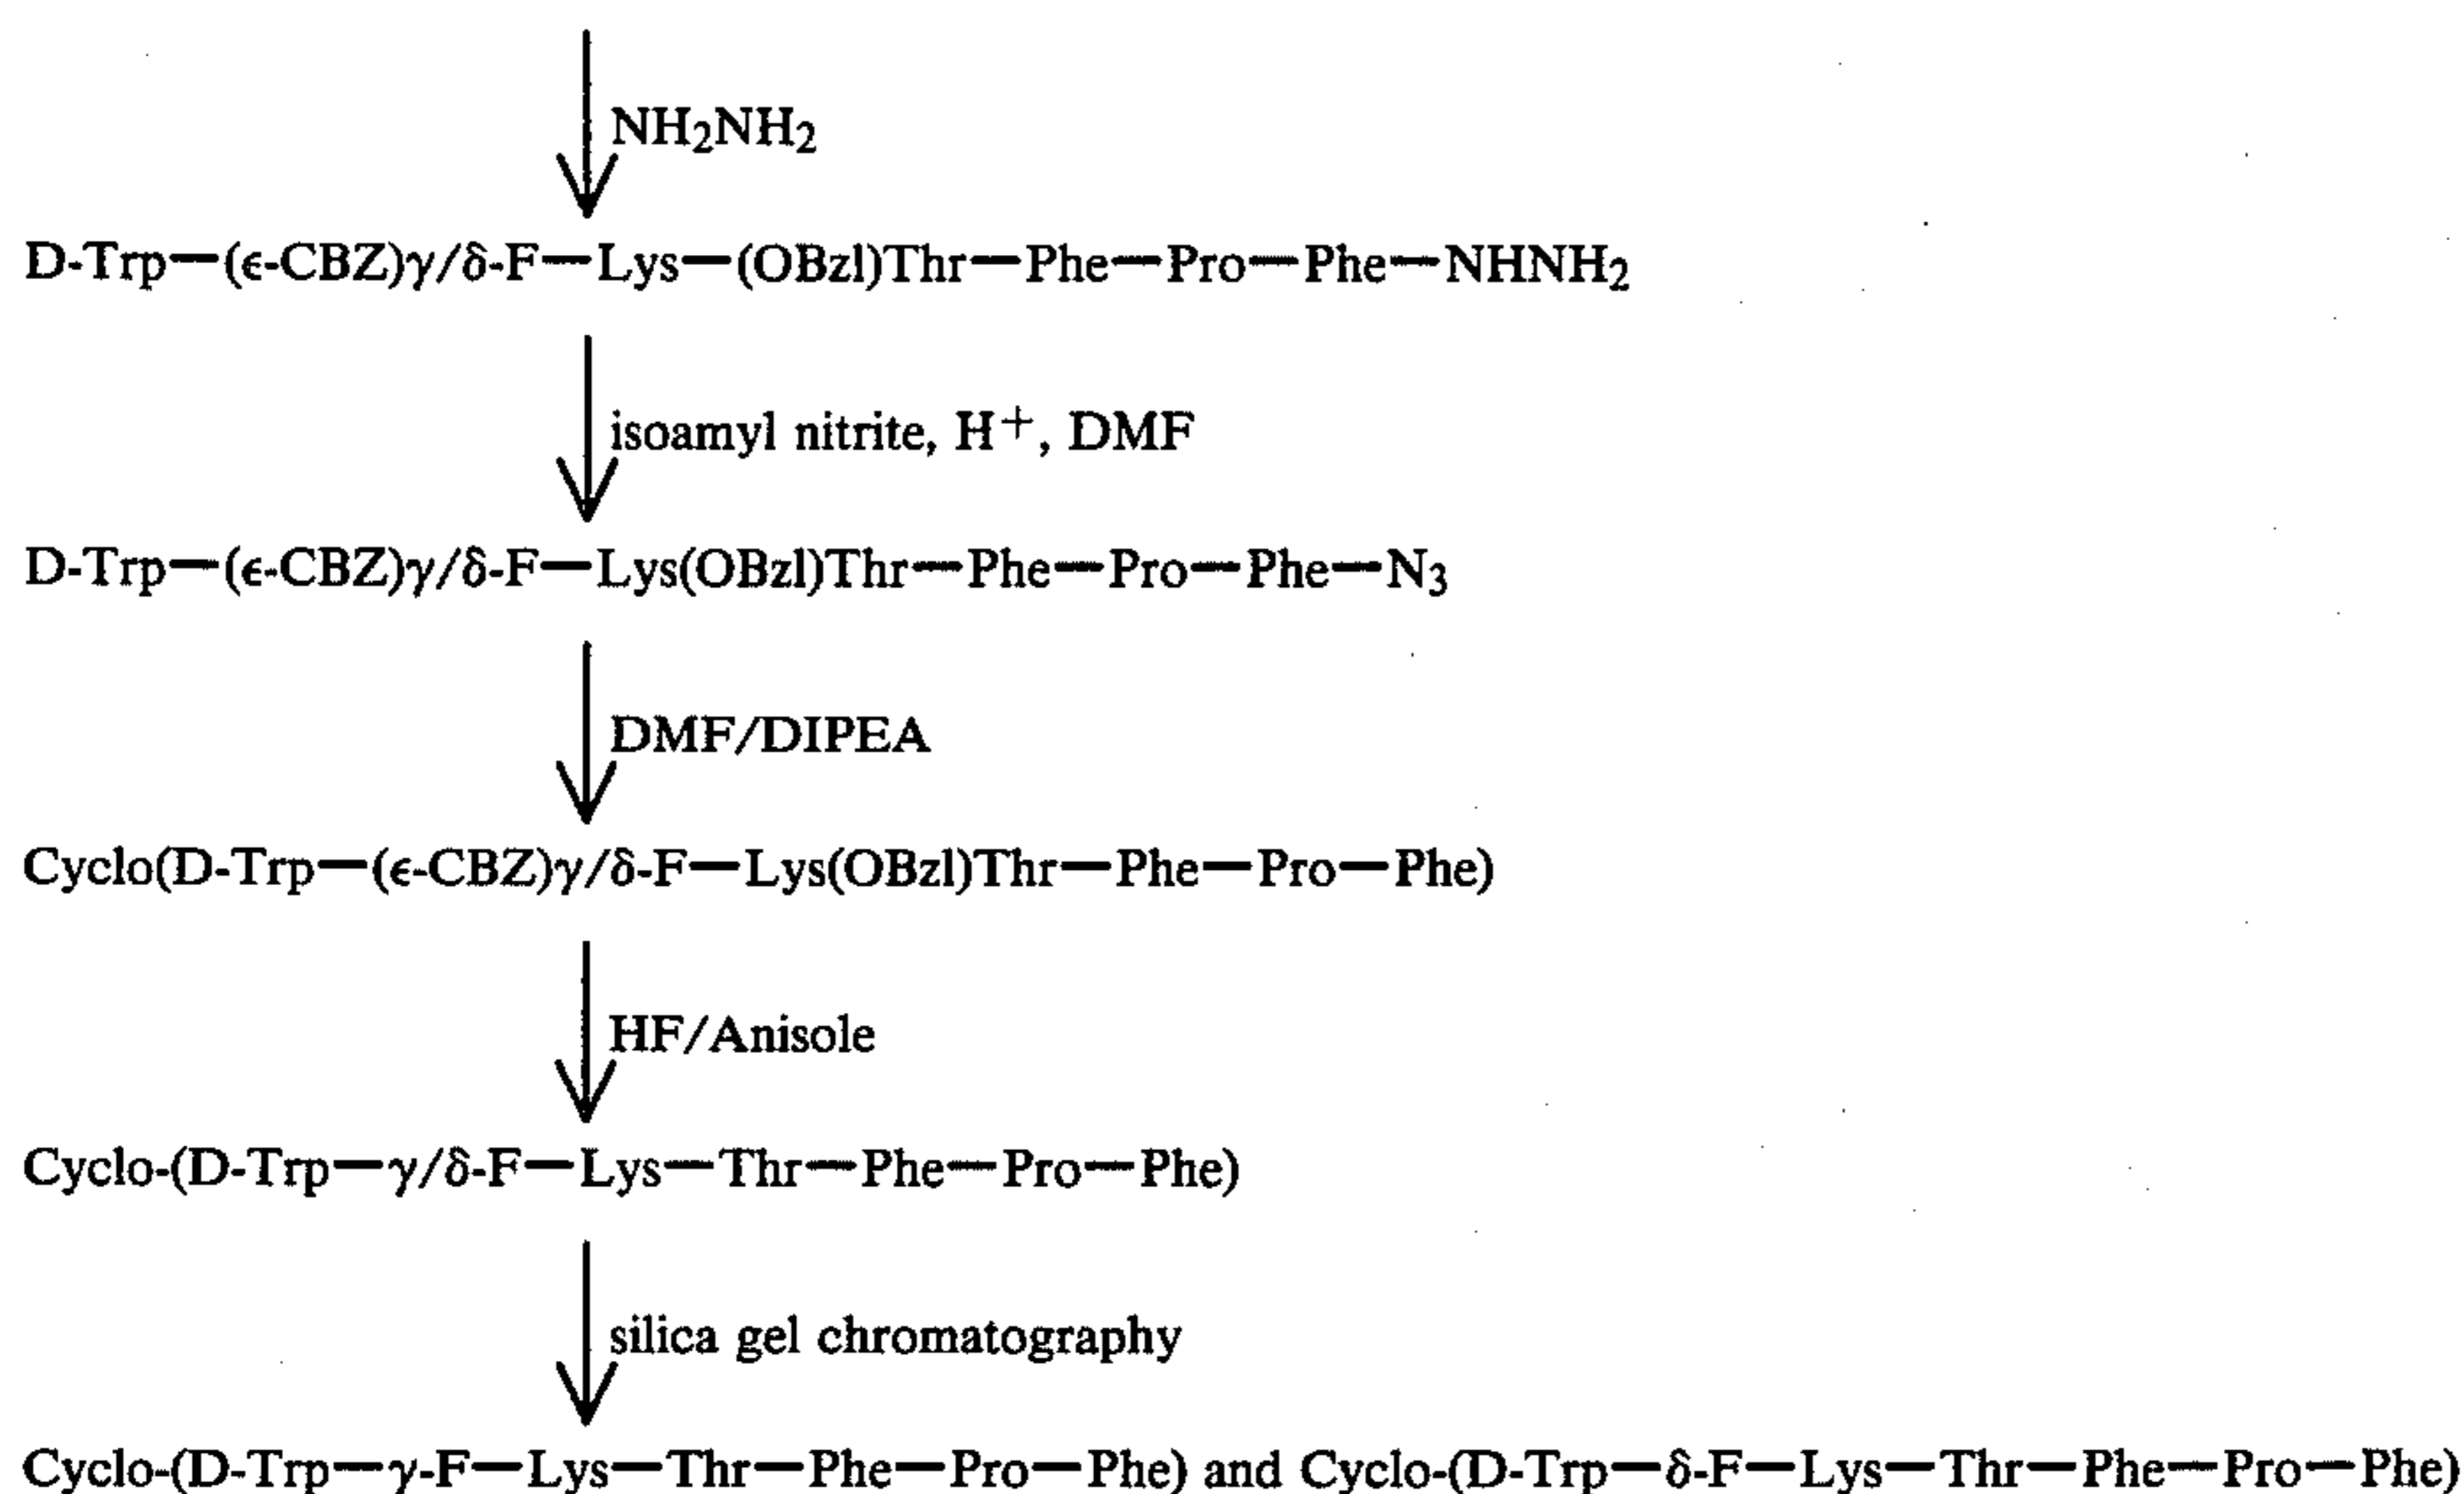 NH₂NH₂
D-Trp—(ϵ-CBZ)γ/δ-F—Lys—(OBzl)Thr—Phe—Pro—Phe—NHNH₂
isoamyl nitrite, H⁺, DMF
D-Trp—(ϵ-CBZ)γ/δ-F—Lys(OBzl)Thr—Phe—Pro—Phe—N₃
DMF/DIPEA
Cyclo(D-Trp—(ϵ-CBZ)γ/δ-F—Lys(OBzl)Thr—Phe—Pro—Phe)
HF/Anisole
Cyclo-(D-Trp—γ/δ-F—Lys—Thr—Phe—Pro—Phe)
silica gel chromatography
Cyclo-(D-Trp—γ-F—Lys—Thr—Phe—Pro—Phe) and Cyclo-(D-Trp—δ-F—Lys—Thr—Phe—Pro—Phe)